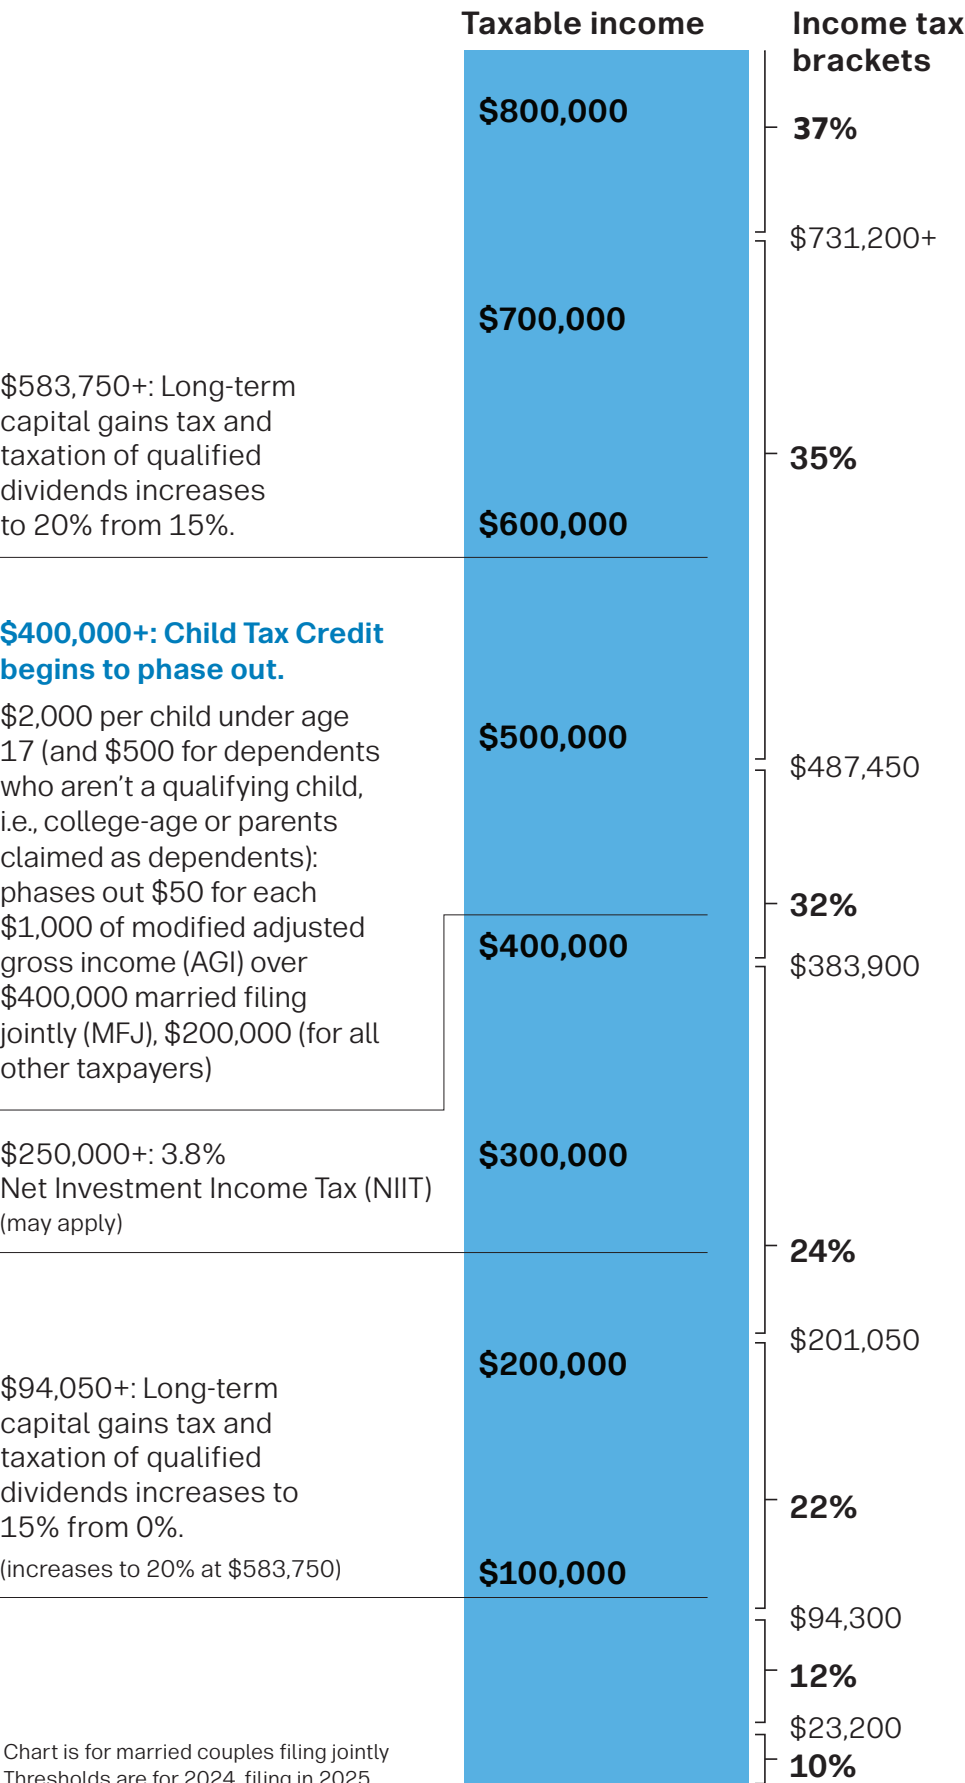 Taxable income
Income tax
brackets
$800,000
37%
$731,200+
$700,000
$583,750+: Long-term
capital gains tax and
taxation of qualified
dividends increases
to 20% from 15%.
35%
$600,000
$400,000+: Child Tax Credit
begins to phase out.
$2,000 per child under age
17 (and $500 for dependents
who aren’t a qualifying child,
i.e., college-age or parents
claimed as dependents):
phases out $50 for each
$1,000 of modified adjusted
gross income (AGI) over
$400,000 married filing
jointly (MFJ), $200,000 (for all
other taxpayers)
$500,000
$487,450
32%
$400,000
$383,900
$250,000+: 3.8%
Net Investment Income Tax (NIIT)
(may apply)
$300,000
24%
$201,050
$200,000
$94,050+: Long-term
capital gains tax and
taxation of qualified
dividends increases to
15% from 0%.
(increases to 20% at $583,750)
22%
$100,000
$94,300
12%
$23,200
10%
Chart is for married couples filing jointly
Thresholds are for 2024, filing in 2025